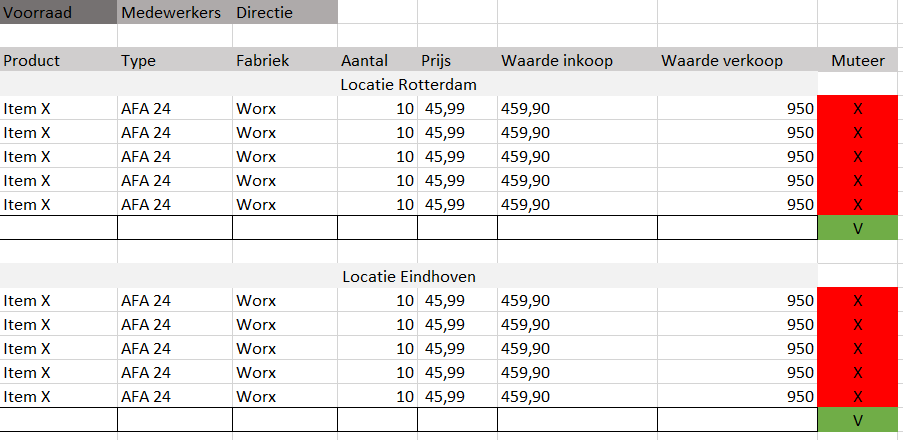 Voorraad Medewerkers Directie
Product Type Fabriek Aantal Prijs Waarde inkoop Waarde verkoop Muteer
Locatie Rotterdam
Item X AFA 24 Worx 10 45,99 459,90 950 X
Item X AFA 24 Worx 10 45,99 459,90 950 X
Item X AFA 24 Worx 10 45,99 459,90 950 X
Item X AFA 24 Worx 10 45,99 459,90 950 X
Item X AFA 24 Worx 10 45,99 459,90 950 X
V
Locatie Eindhoven
Item X AFA 24 Worx 10 45,99 459,90 950 X
Item X AFA 24 Worx 10 45,99 459,90 950 X
Item X AFA 24 Worx 10 45,99 459,90 950 X
Item X AFA 24 Worx 10 45,99 459,90 950 X
Item X AFA 24 Worx 10 45,99 459,90 950 X
V